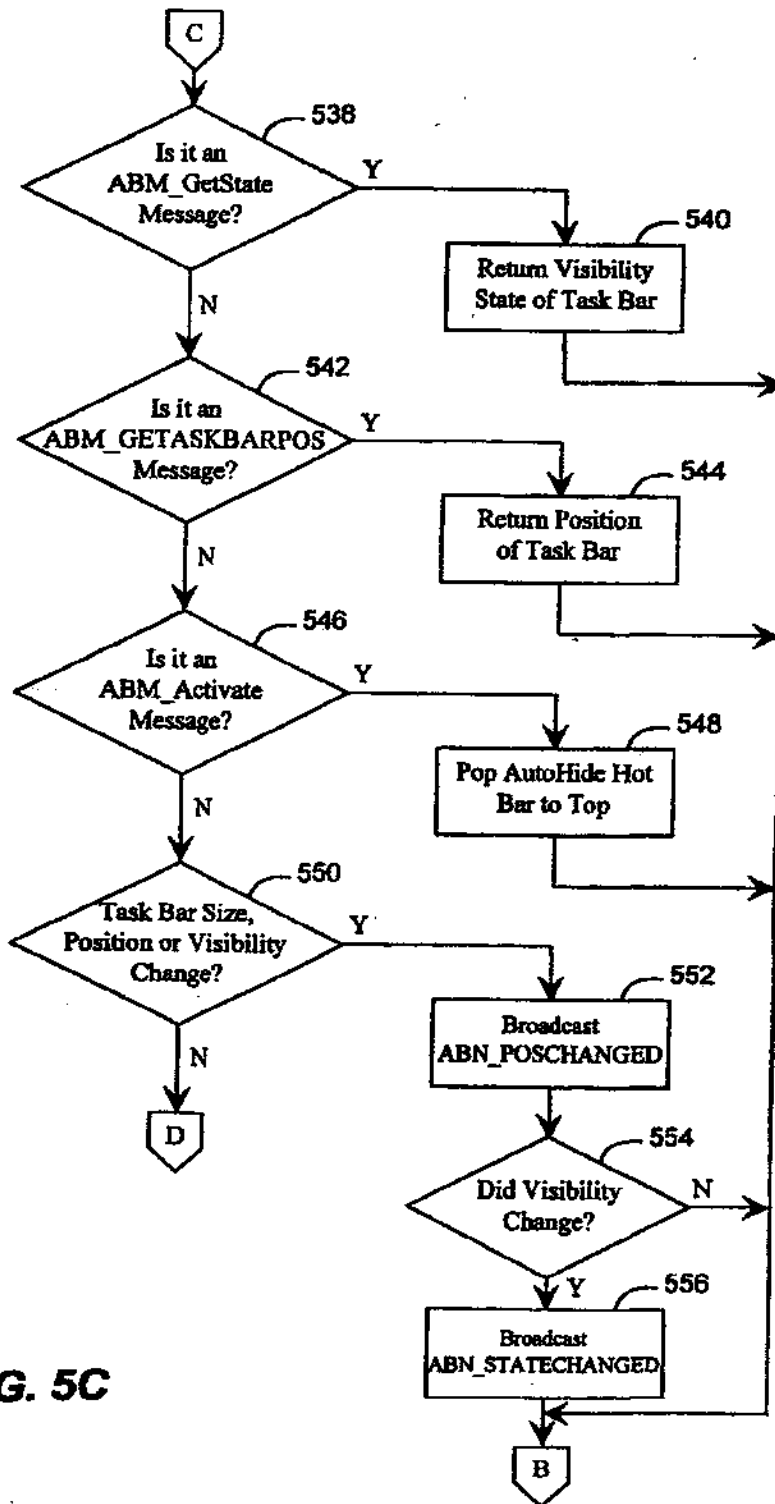 C
538
Is it an
ABM_GetState
Message?
Y
540
Return Visibility
State of Task Bar
N
542
Is it an
ABM_GETASKBARPOS
Message?
Y
544
Return Position
of Task Bar
N
546
Is it an
ABM_Activate
Message?
Y
548
Pop AutoHide Hot
Bar to Top
N
550
Task Bar Size,
Position or Visibility
Change?
Y
552
Broadcast
ABN_POSCHANGED
N
D
554
Did Visibility
Change?
N
Y
556
Broadcast
ABN_STATECHANGED
G. 5C
B